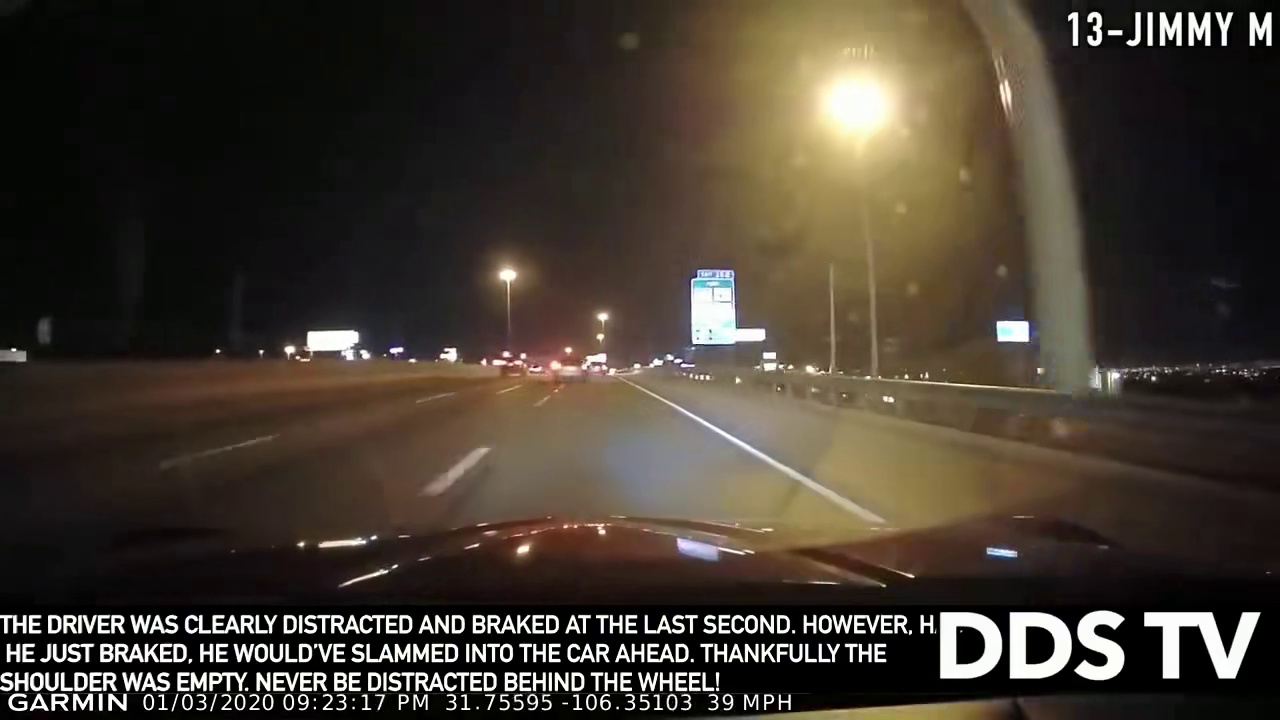 13-JIMMY M
THE DRIVER WAS CLEARLY DISTRACTED AND BRAKED AT THE LAST SECOND. HOWEVER, HA
HE JUST BRAKED, HE WOULD'VE SLAMMED INTO THE CAR AHEAD. THANKFULLY THE
SHOULDER WAS EMPTY. NEVER BE DISTRACTED BEHIND THE WHEEL!
DDS TV
GARMIN 01/03/2020 09:23:17 PM 31.75595 -106.35103 39 MPH